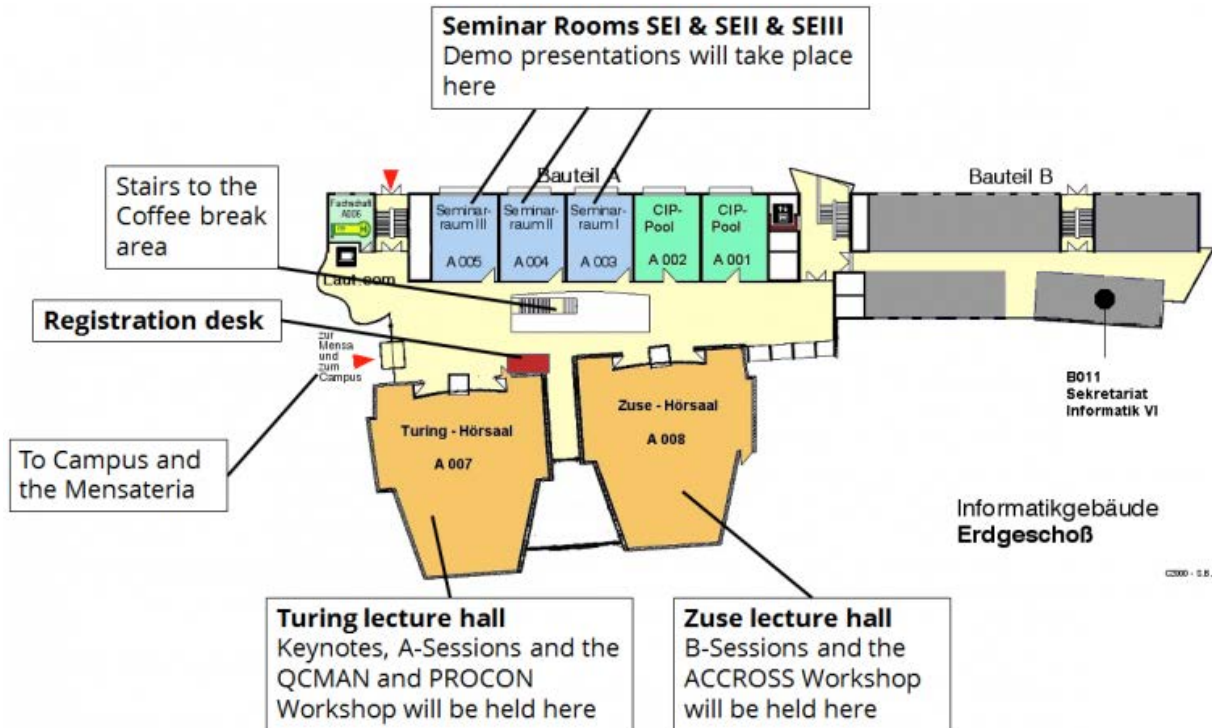 Seminar Rooms SEI & SEII & SEIII
Demo presentations will take place
here
Stairs to the
Coffee break
area
Bauteil A
Bauteil B
Fachschaft
A006
Seminar-
raum III
A 005
Seminar-
raum II
A 004
Seminar-
raum I
A 003
CIP-
Pool
A 002
CIP-
Pool
A 001
Laut.com
Registration desk
zur
Mensa
und
zum
Campus
B011
Sekretariat
Informatik VI
Turing - Hörsaal
A 007
Zuse - Hörsaal
A 008
To Campus and
the Mensateria
Informatikgebäude
Erdgeschoß
C2000 - S.B.
Turing lecture hall
Keynotes, A-Sessions and the
QCMAN and PROCON
Workshop will be held here
Zuse lecture hall
B-Sessions and the
ACCROSS Workshop
will be held here